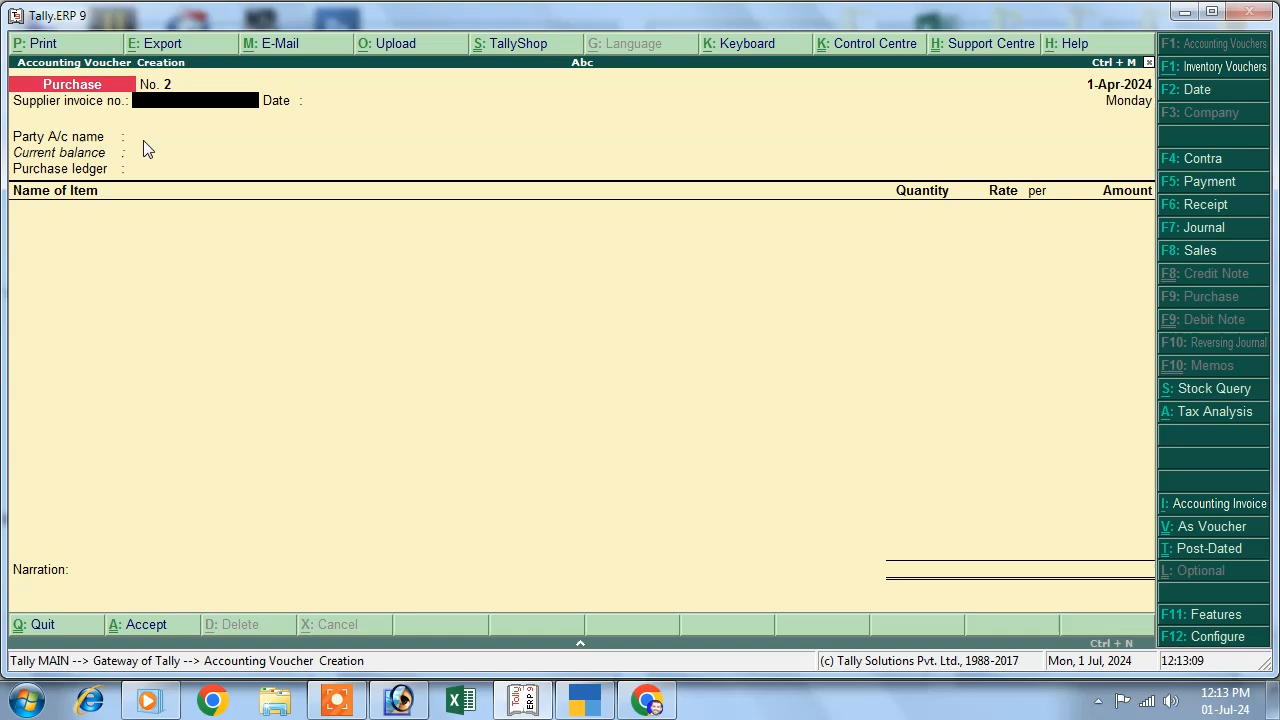 Tally.ERP 9
P: Print E: Export M: E-Mail O: Upload S: TallyShop G: Language K: Keyboard K: Control Centre H: Support Centre H: Help
Accounting Voucher Creation Abc Ctrl + M
Purchase No. 2 1-Apr-2024
Supplier invoice no.: Date : Monday
Party A/c name :
Current balance :
Purchase ledger :
Name of Item Quantity Rate per Amount
Narration:
Q: Quit A: Accept D: Delete X: Cancel
Ctrl + N
Tally MAIN --> Gateway of Tally --> Accounting Voucher Creation (c) Tally Solutions Pvt. Ltd., 1988-2017 Mon, 1 Jul, 2024 12:13:09
F1: Accounting Vouchers
F1: Inventory Vouchers
F2: Date
F3: Company
F4: Contra
F5: Payment
F6: Receipt
F7: Journal
F8: Sales
F8: Credit Note
F9: Purchase
F9: Debit Note
F10: Reversing Journal
F10: Memos
S: Stock Query
A: Tax Analysis
I: Accounting Invoice
V: As Voucher
T: Post-Dated
L: Optional
F11: Features
F12: Configure
Tally ERP 9
12:13 PM
01-Jul-24